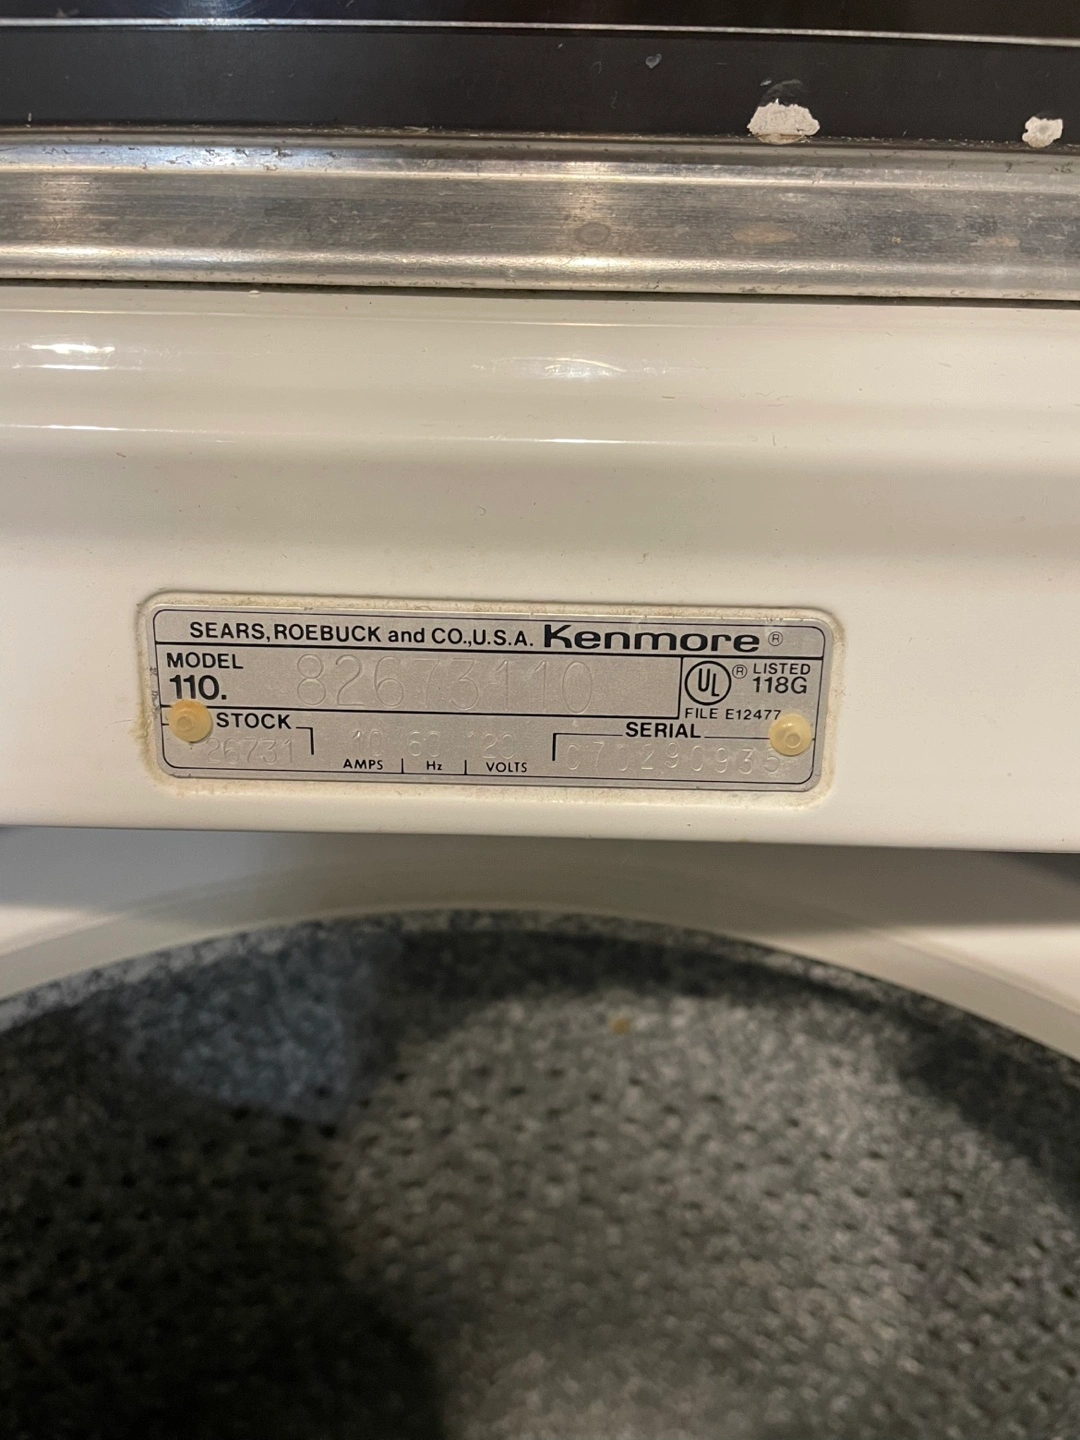 SEARS, ROEBUCK and CO., U.S.A. Kenmore ®
MODEL
110. 82673110
UL ® LISTED
118G
FILE E12477
STOCK
26731
10 60 120
AMPS Hz VOLTS
SERIAL
C70290935